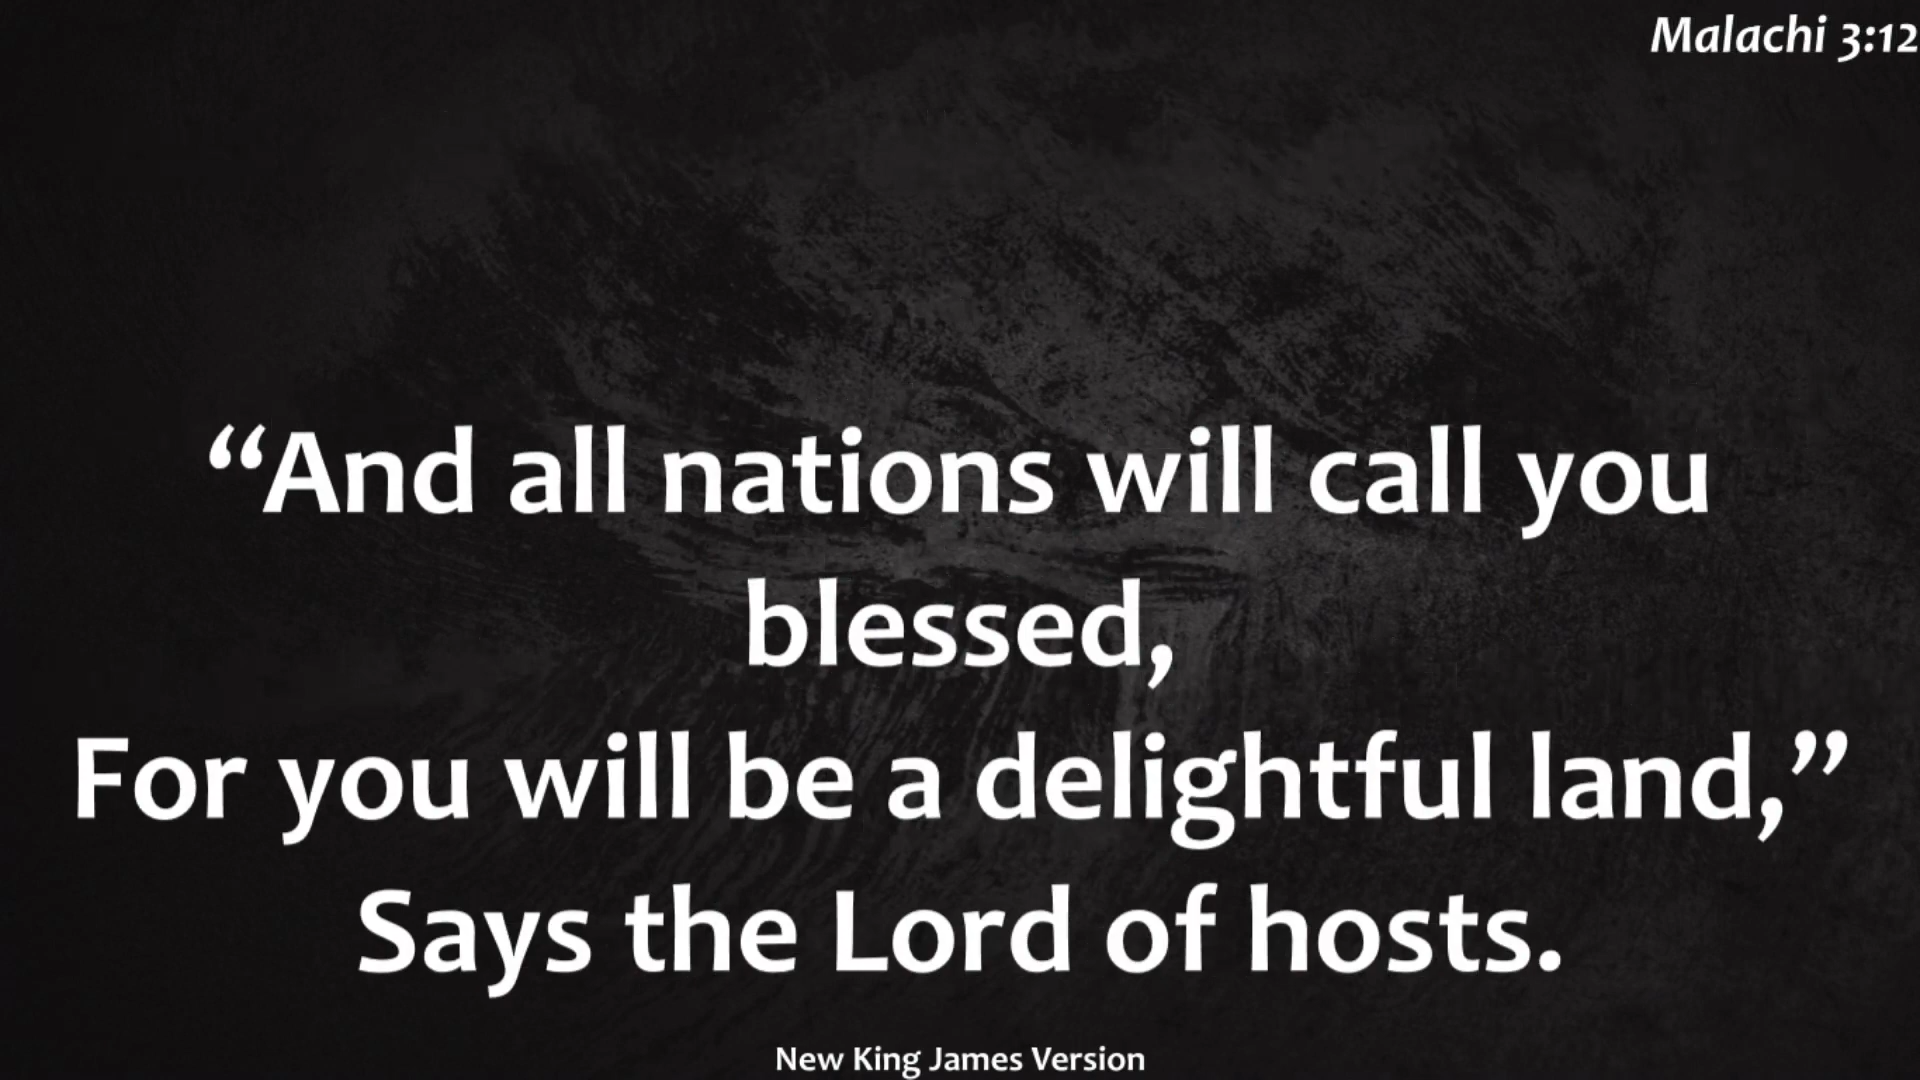 Malachi 3:12
“And all nations will call you
blessed,
For you will be a delightful land,”
Says the Lord of hosts.
New King James Version